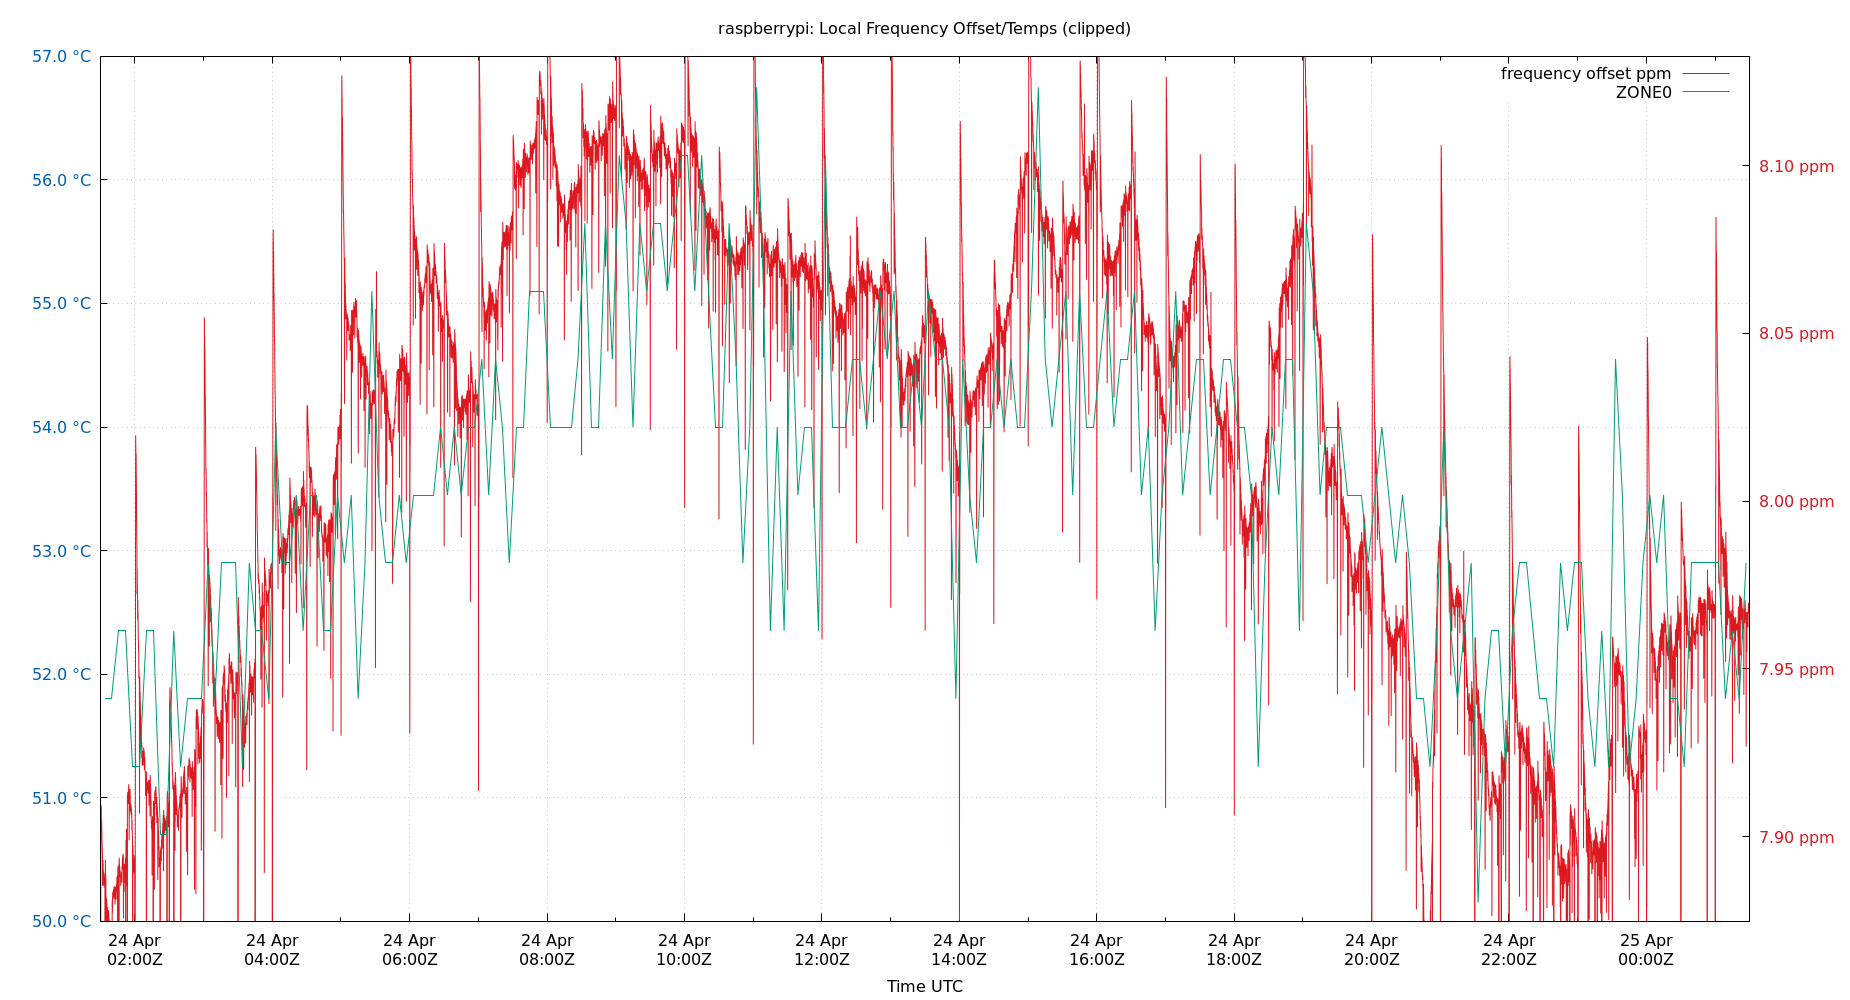 raspberrypi: Local Frequency Offset/Temps (clipped)
57.0 °C
56.0 °C
55.0 °C
54.0 °C
53.0 °C
52.0 °C
51.0 °C
50.0 °C
frequency offset ppm
ZONE0
8.10 ppm
8.05 ppm
8.00 ppm
7.95 ppm
7.90 ppm
24 Apr 24 Apr 24 Apr 24 Apr 24 Apr 24 Apr 24 Apr 24 Apr 24 Apr 24 Apr 24 Apr 25 Apr
02:00Z 04:00Z 06:00Z 08:00Z 10:00Z 12:00Z 14:00Z 16:00Z 18:00Z 20:00Z 22:00Z 00:00Z
Time UTC